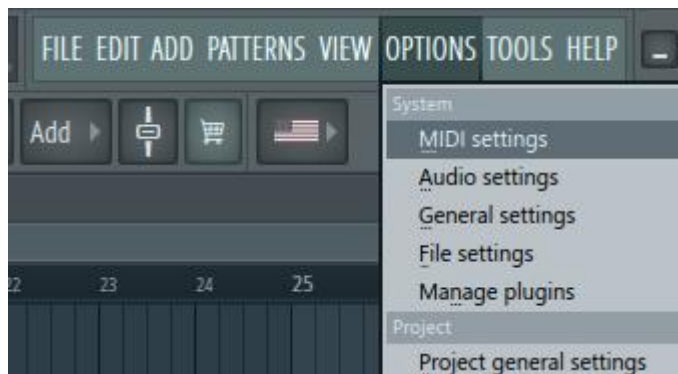 FILE EDIT ADD PATTERNS VIEW OPTIONS TOOLS HELP
Add
System
MIDI settings
Audio settings
General settings
File settings
Manage plugins
Project
Project general settings
22 23 24 25